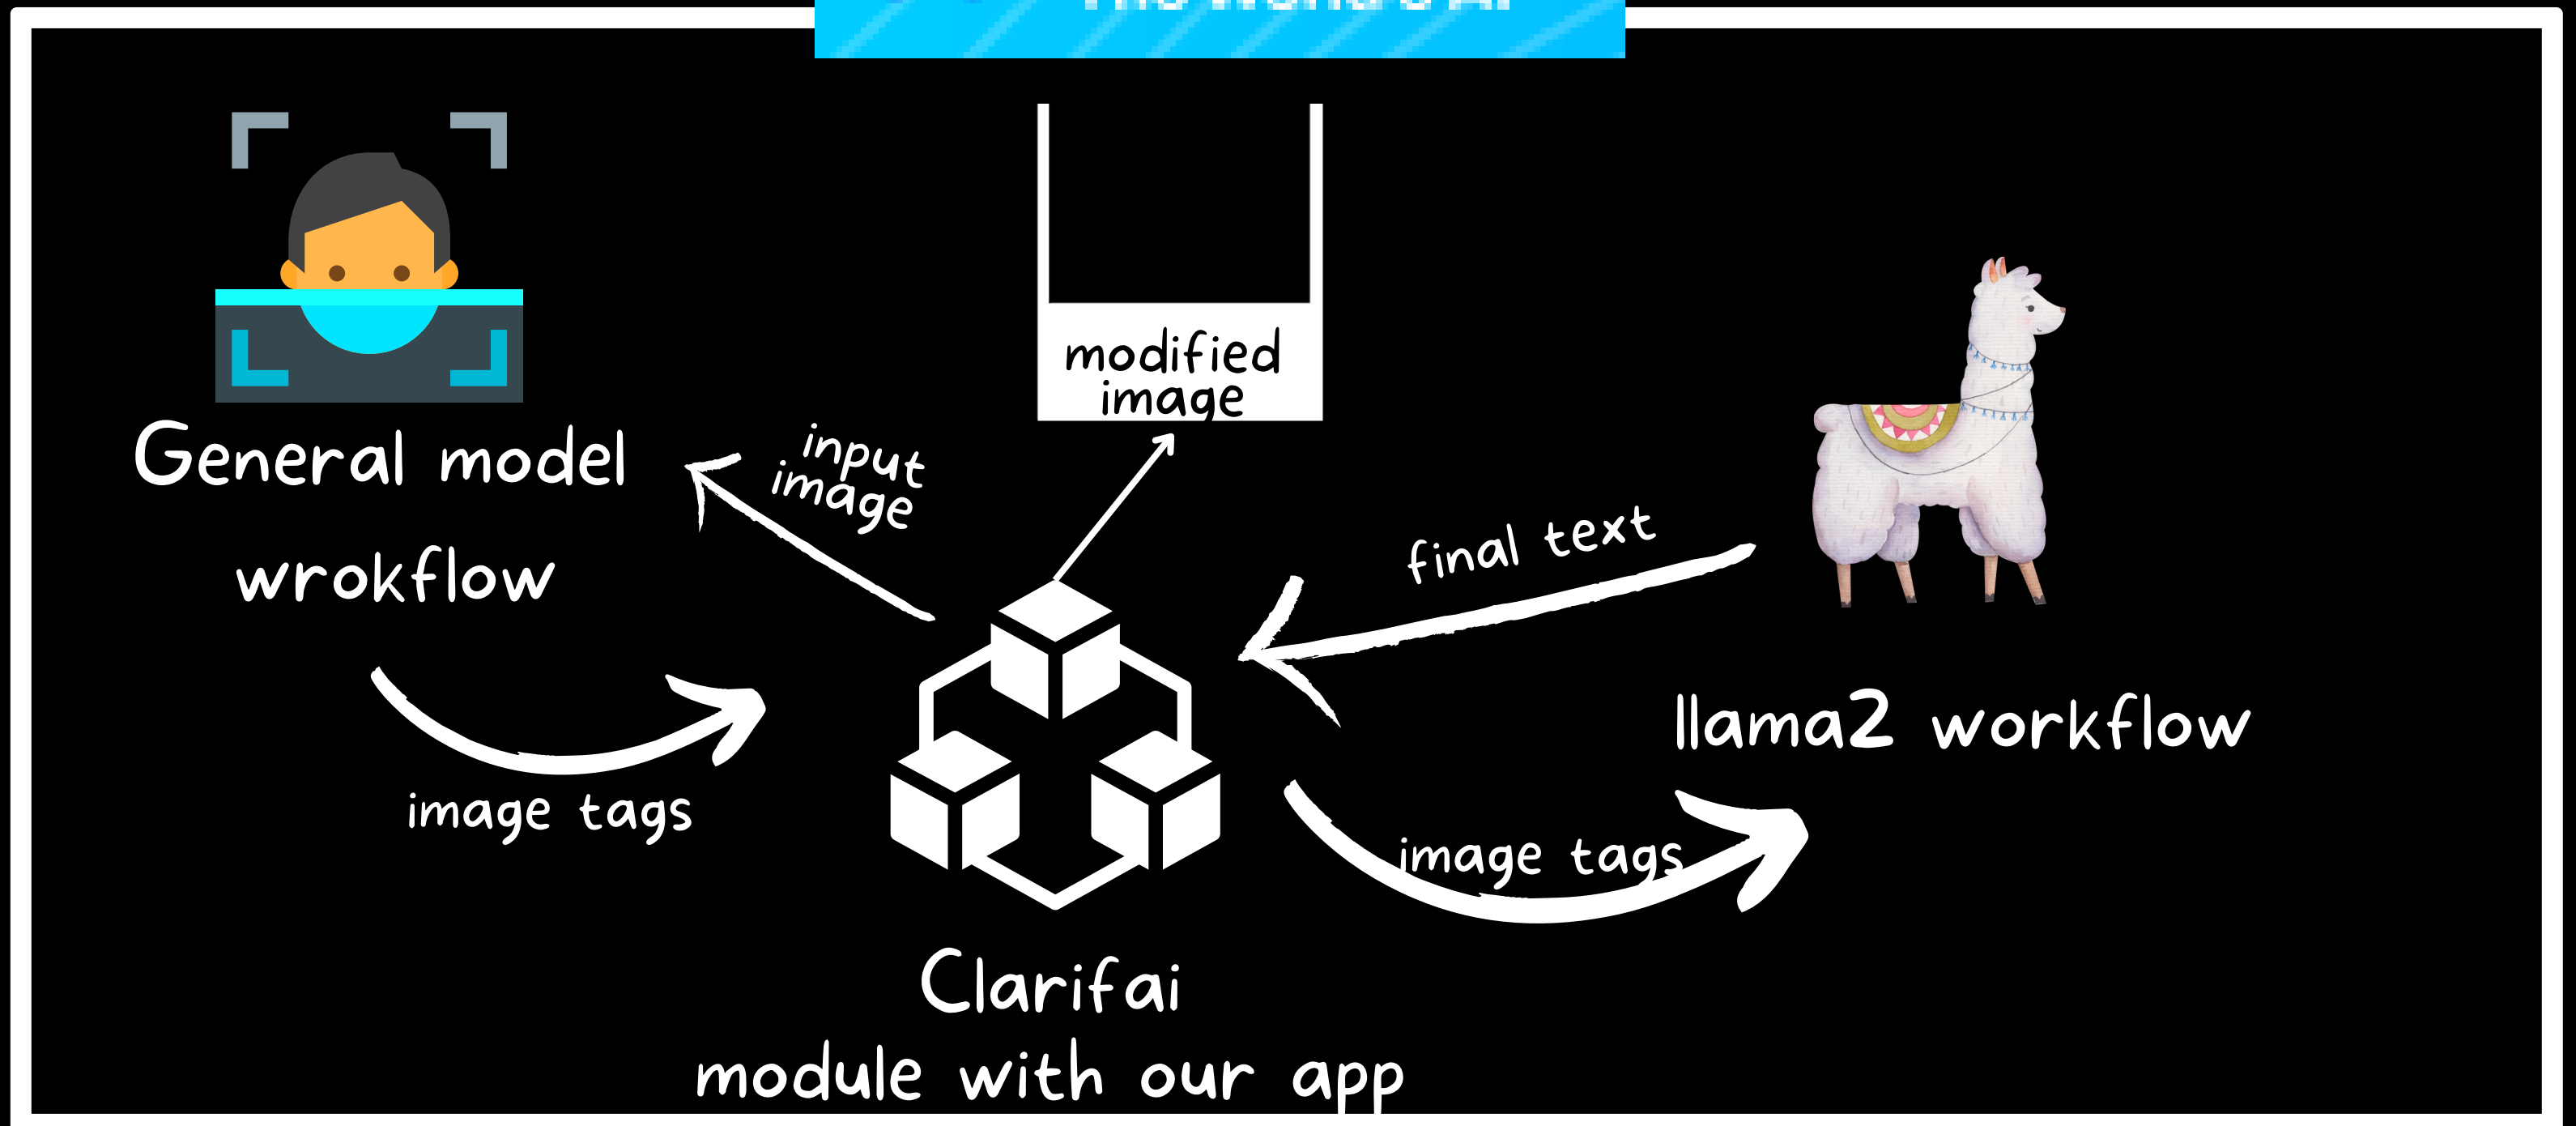 modified
image
General model
wrokflow
input
image
final text
llama2 workflow
image tags
image tags
Clarifai
module with our app